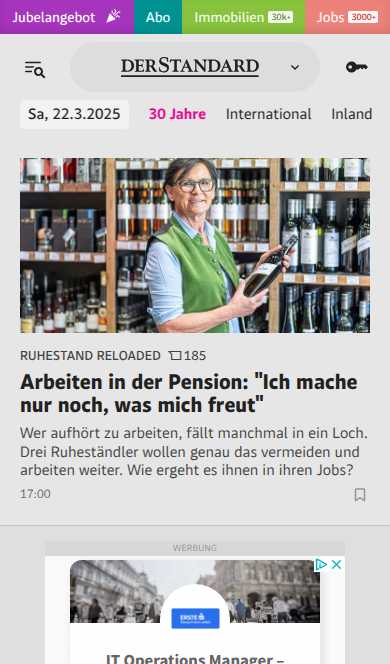 Jubelangebot
Abo
Immobilien 30k+
Jobs 3000+
DERSTANDARD
Sa, 22.3.2025
30 Jahre
International
Inland
RUHESTAND RELOADED 185
Arbeiten in der Pension: "Ich mache
nur noch, was mich freut"
Wer aufhört zu arbeiten, fällt manchmal in ein Loch.
Drei Ruheständler wollen genau das vermeiden und
arbeiten weiter. Wie ergeht es ihnen in ihren Jobs?
17:00
WERBUNG
ERSTE
IT Operations Manager –